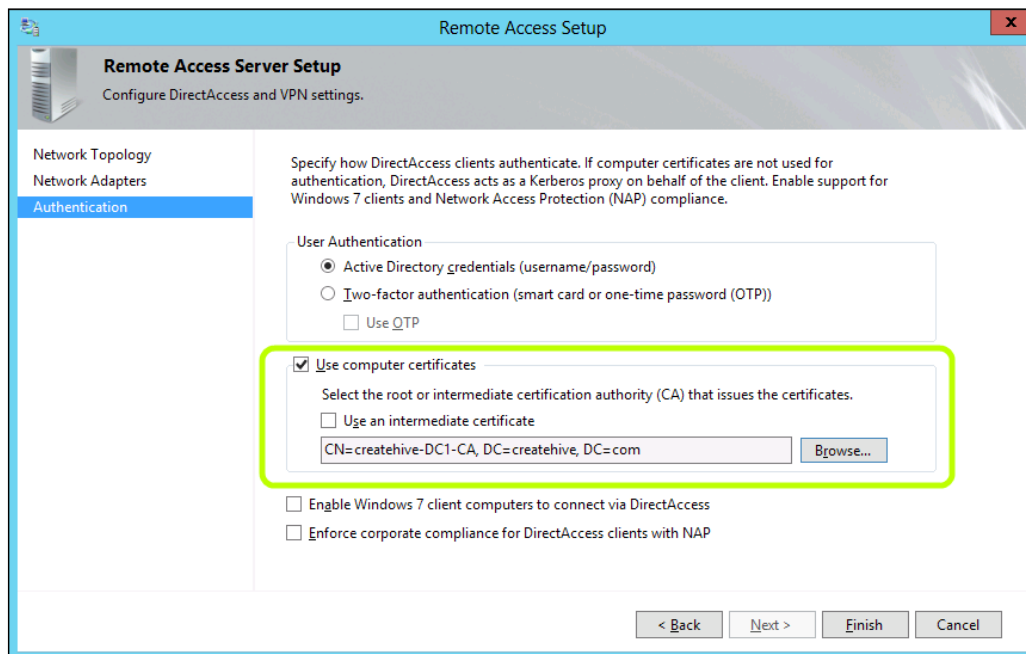 Remote Access Setup
x
Remote Access Server Setup
Configure DirectAccess and VPN settings.
Network Topology
Network Adapters
Authentication
Specify how DirectAccess clients authenticate. If computer certificates are not used for
authentication, DirectAccess acts as a Kerberos proxy on behalf of the client. Enable support for
Windows 7 clients and Network Access Protection (NAP) compliance.
User Authentication
Active Directory credentials (username/password)
Two-factor authentication (smart card or one-time password (OTP))
Use OTP
Use computer certificates
Select the root or intermediate certification authority (CA) that issues the certificates.
Use an intermediate certificate
CN=createhive-DC1-CA, DC=createhive, DC=com
Browse...
Enable Windows 7 client computers to connect via DirectAccess
Enforce corporate compliance for DirectAccess clients with NAP
< Back
Next >
Finish
Cancel